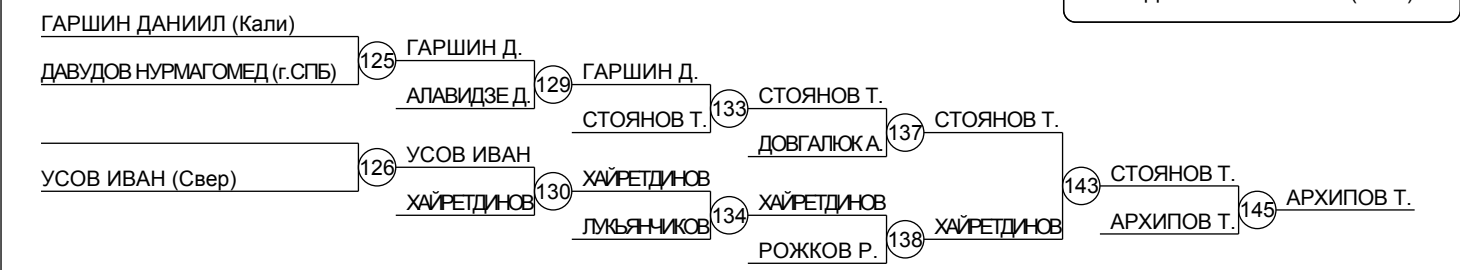 ГАРШИН ДАНИИЛ (Кали)
ДАВУДОВ НУРМАГОМЕД (г.СПБ)
125
ГАРШИН Д.
АЛАВИДЗЕ Д.
129
ГАРШИН Д.
СТОЯНОВ Т.
133
СТОЯНОВ Т.
ДОВГАЛЮК А.
137
СТОЯНОВ Т.
УСОВ ИВАН (Свер)
126
УСОВ ИВАН
ХАЙРЕТДИНОВ
130
ХАЙРЕТДИНОВ
ЛУКЬЯНЧИКОВ
134
ХАЙРЕТДИНОВ
РОЖКОВ Р.
138
ХАЙРЕТДИНОВ
143
СТОЯНОВ Т.
АРХИПОВ Т.
145
АРХИПОВ Т.